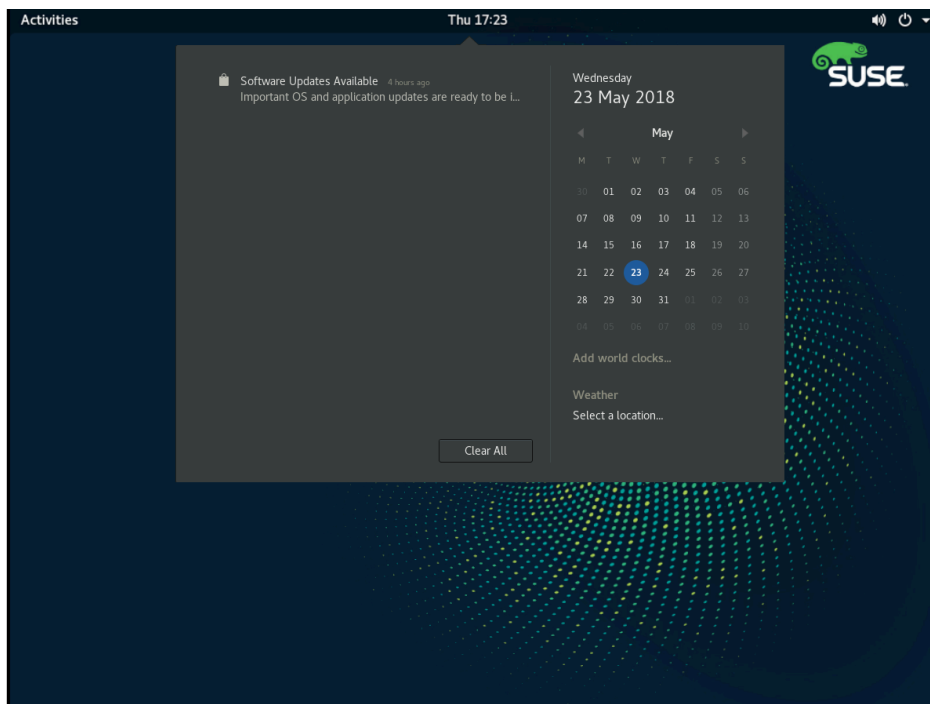 Activities
Thu 17:23
SUSE
Software Updates Available 4 hours ago
Important OS and application updates are ready to be i...
Wednesday
23 May 2018
May
M T W T F S S
30 01 02 03 04 05 06
07 08 09 10 11 12 13
14 15 16 17 18 19 20
21 22 23 24 25 26 27
28 29 30 31 01 02 03
04 05 06 07 08 09 10
Add world clocks...
Weather
Select a location...
Clear All